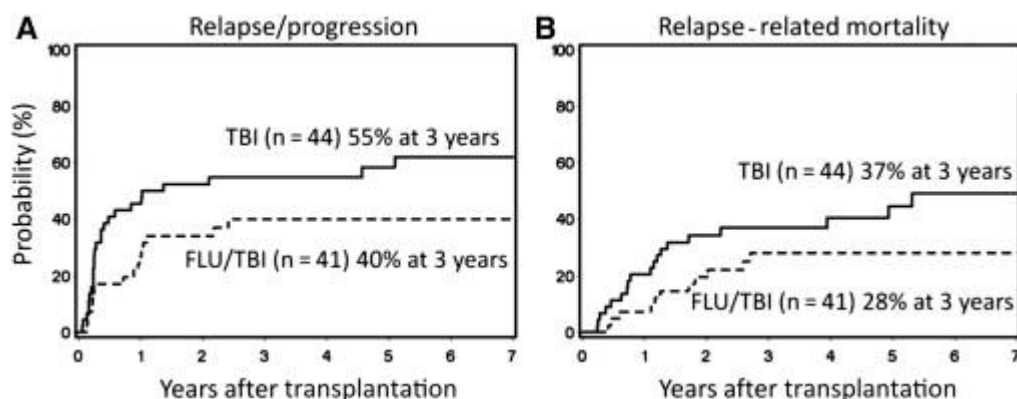 A Relapse/progression
Probability (%)
100
80
60
40
20
0
TBI (n = 44) 55% at 3 years
FLU/TBI (n = 41) 40% at 3 years
0 1 2 3 4 5 6 7
Years after transplantation
B Relapse-related mortality
100
80
60
40
20
0
TBI (n = 44) 37% at 3 years
FLU/TBI (n = 41) 28% at 3 years
0 1 2 3 4 5 6 7
Years after transplantation